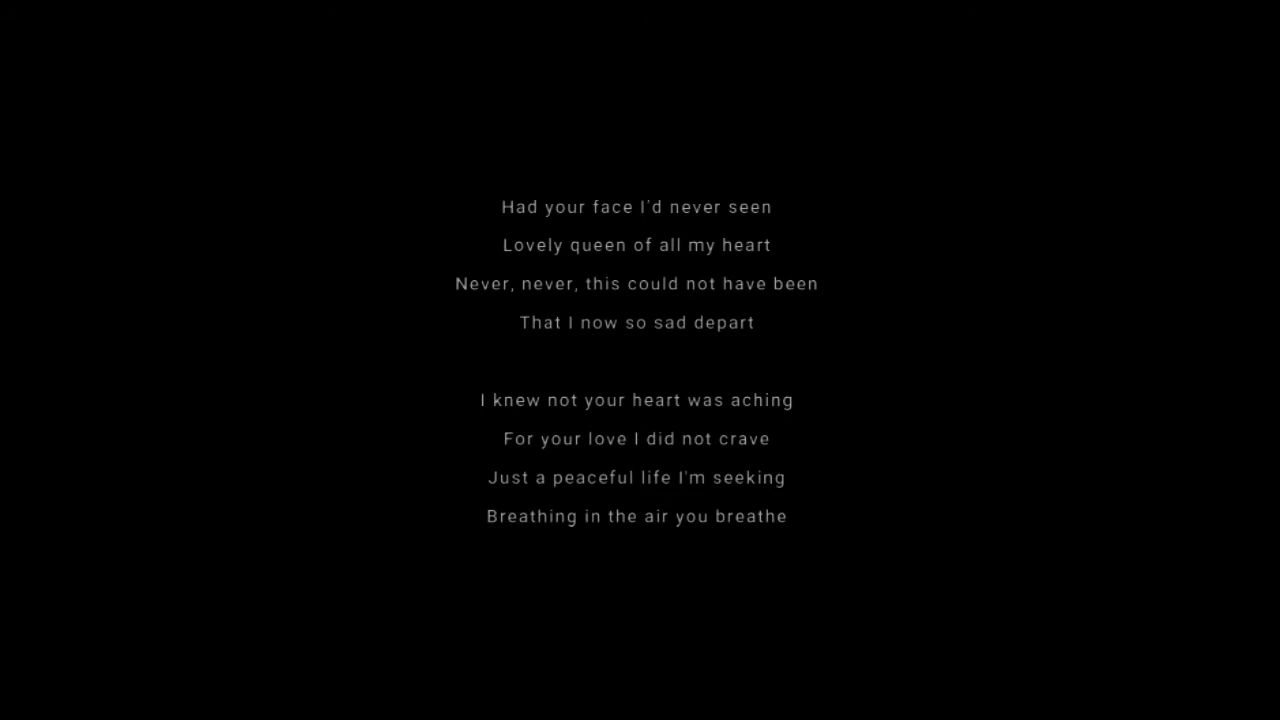 Had your face I'd never seen
Lovely queen of all my heart
Never, never, this could not have been
That I now so sad depart
I knew not your heart was aching
For your love I did not crave
Just a peaceful life I'm seeking
Breathing in the air you breathe